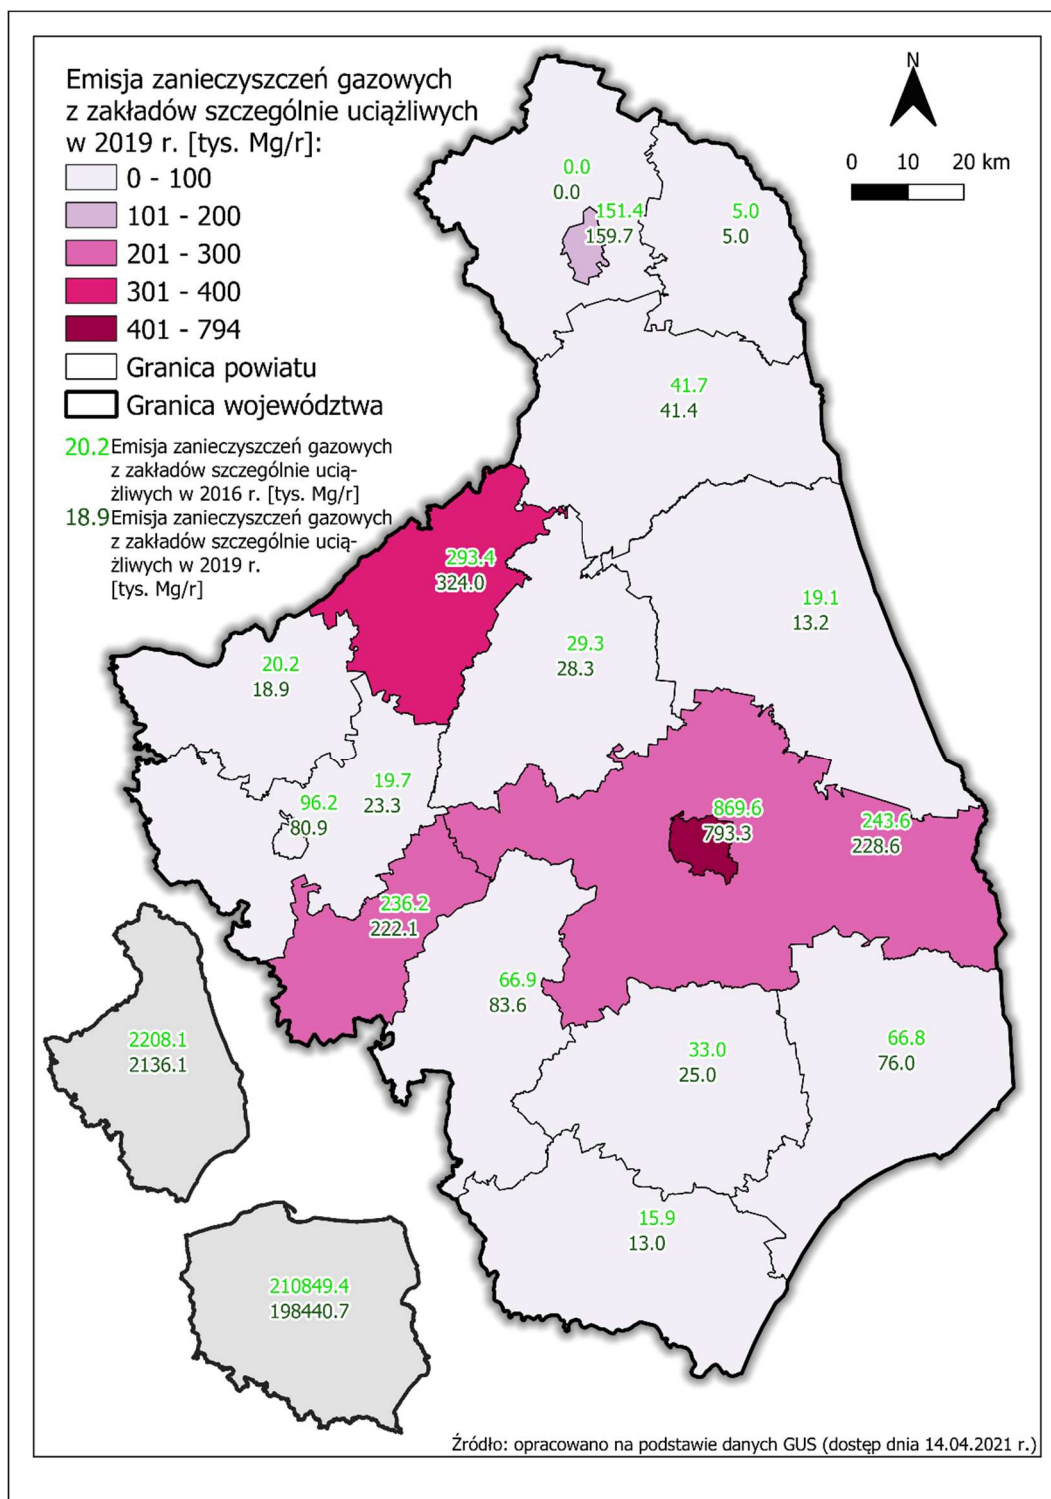 Emisja zanieczyszczeń gazowych
z zakładów szczególnie uciążliwych
w 2019 r. [tys. Mg/r]:
0 - 100
101 - 200
201 - 300
301 - 400
401 - 794
Granica powiatu
Granica województwa
20.2 Emisja zanieczyszczeń gazowych
z zakładów szczególnie ucią-
żliwych w 2016 r. [tys. Mg/r]
18.9 Emisja zanieczyszczeń gazowych
z zakładów szczególnie ucią-
żliwych w 2019 r.
[tys. Mg/r]
N
0 10 20 km
0.0
0.0
151.4
159.7
5.0
5.0
41.7
41.4
293.4
324.0
19.1
13.2
29.3
28.3
20.2
18.9
19.7
23.3
96.2
80.9
869.6
793.3
243.6
228.6
236.2
222.1
66.9
83.6
33.0
25.0
66.8
76.0
15.9
13.0
2208.1
2136.1
210849.4
198440.7
Źródło: opracowano na podstawie danych GUS (dostęp dnia 14.04.2021 r.)